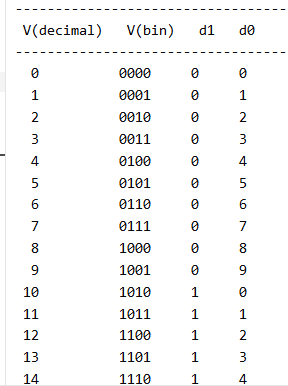 ----------------------------------
V(decimal)   V(bin)   d1   d0
----------------------------------
0   0000   0   0
1   0001   0   1
2   0010   0   2
3   0011   0   3
4   0100   0   4
5   0101   0   5
6   0110   0   6
7   0111   0   7
8   1000   0   8
9   1001   0   9
10   1010   1   0
11   1011   1   1
12   1100   1   2
13   1101   1   3
14   1110   1   4